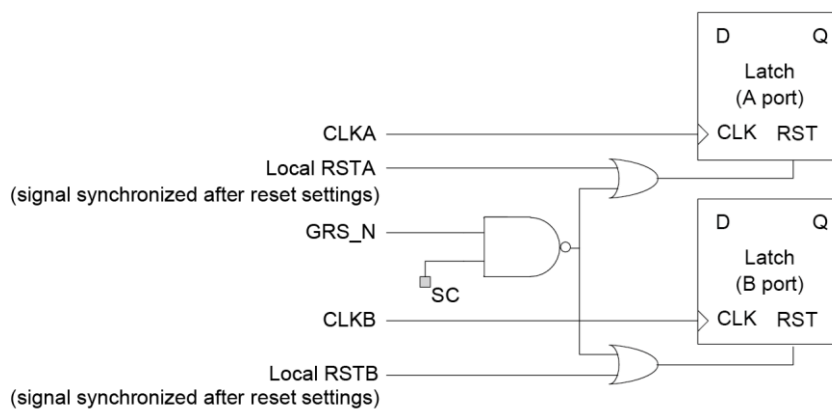 D Q
Latch
(A port)
CLKA
CLK RST
Local RSTA
(signal synchronized after reset settings)
GRS_N
D Q
Latch
(B port)
SC
CLKB
CLK RST
Local RSTB
(signal synchronized after reset settings)